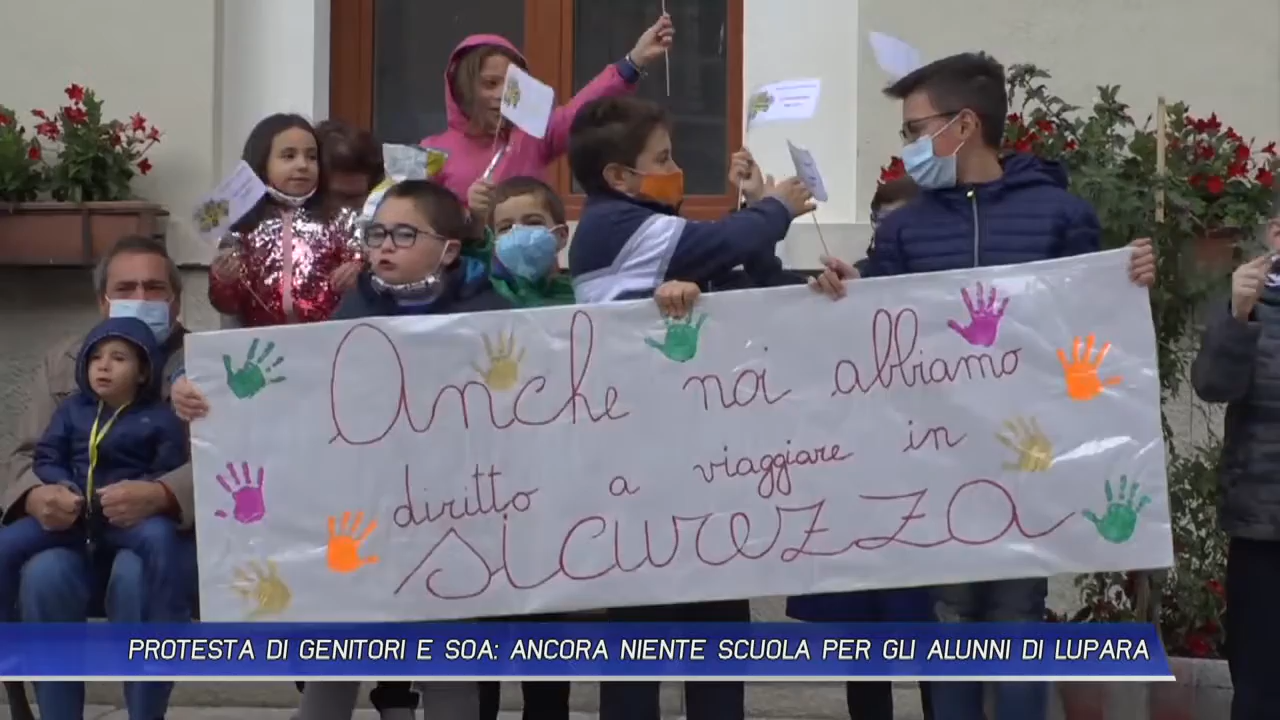 Anche noi abbiamo
diritto a viaggiare in
sicurezza
PROTESTA DI GENITORI E SOA: ANCORA NIENTE SCUOLA PER GLI ALUNNI DI LUPARA